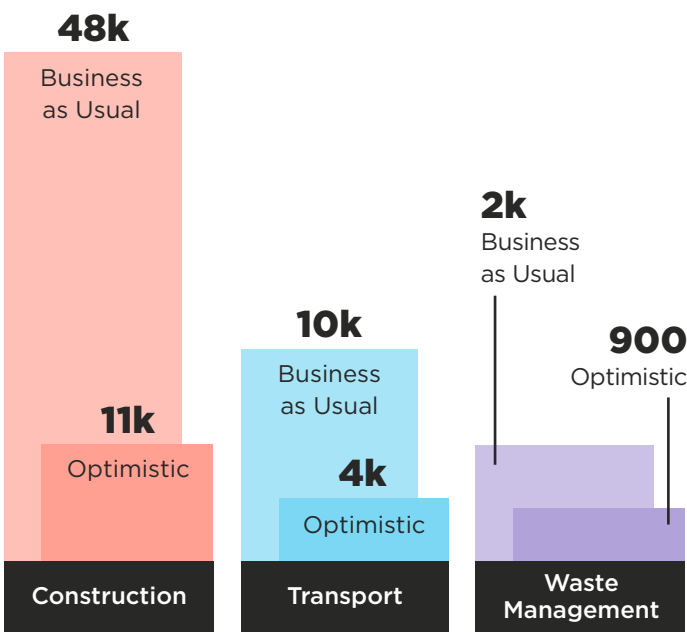 48k
Business
as Usual
11k
Optimistic
Construction
10k
Business
as Usual
4k
Optimistic
Transport
2k
Business
as Usual
900
Optimistic
Waste
Management